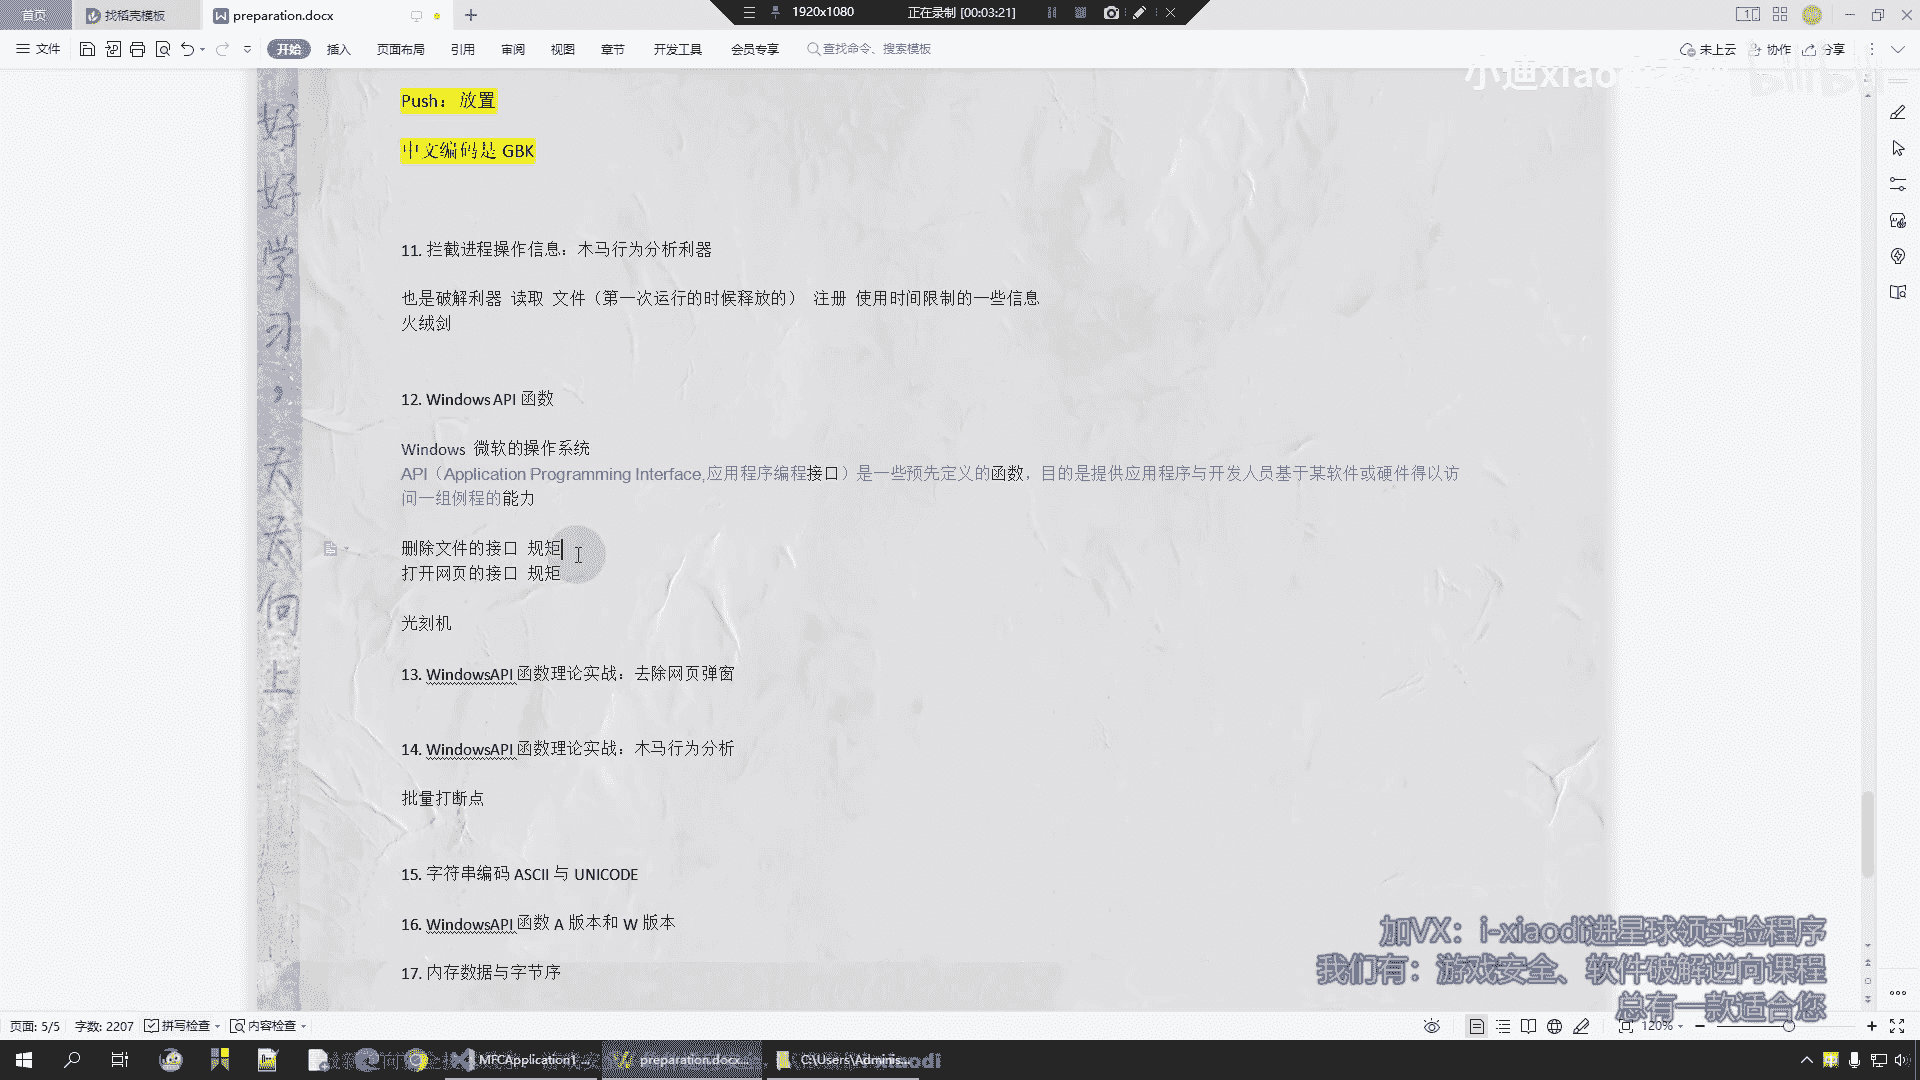 首页
找稻壳模板
preparation.docx
1920x1080
正在录制 [00:03:21]
文件
开始
插入
页面布局
引用
审阅
视图
章节
开发工具
会员专享
查找命令、搜索模板
未上云
协作
分享
小迪xiao
bilibili
好好学习，天天向上
Push：放置
中文编码是 GBK
11. 拦截进程操作信息：木马行为分析利器
也是破解利器 读取 文件（第一次运行的时候释放的） 注册 使用时间限制的一些信息
火绒剑
12. Windows API 函数
Windows 微软的操作系统
API（Application Programming Interface,应用程序编程接口）是一些预先定义的函数，目的是提供应用程序与开发人员基于某软件或硬件得以访
问一组例程的能力
删除文件的接口 规矩
打开网页的接口 规矩
光刻机
13. WindowsAPI 函数理论实战：去除网页弹窗
14. WindowsAPI 函数理论实战：木马行为分析
批量打断点
15. 字符串编码 ASCII 与 UNICODE
16. WindowsAPI 函数 A 版本和 W 版本
17. 内存数据与字节序
加VX：i-xiaodi进星球领实验程序
我们有：游戏安全、软件破解逆向课程
总有一款适合您
页面: 5/5
字数: 2207
拼写检查
内容检查
120%
MFCApplication1 ...
preparation.docx...
C:\Users\Adminis...